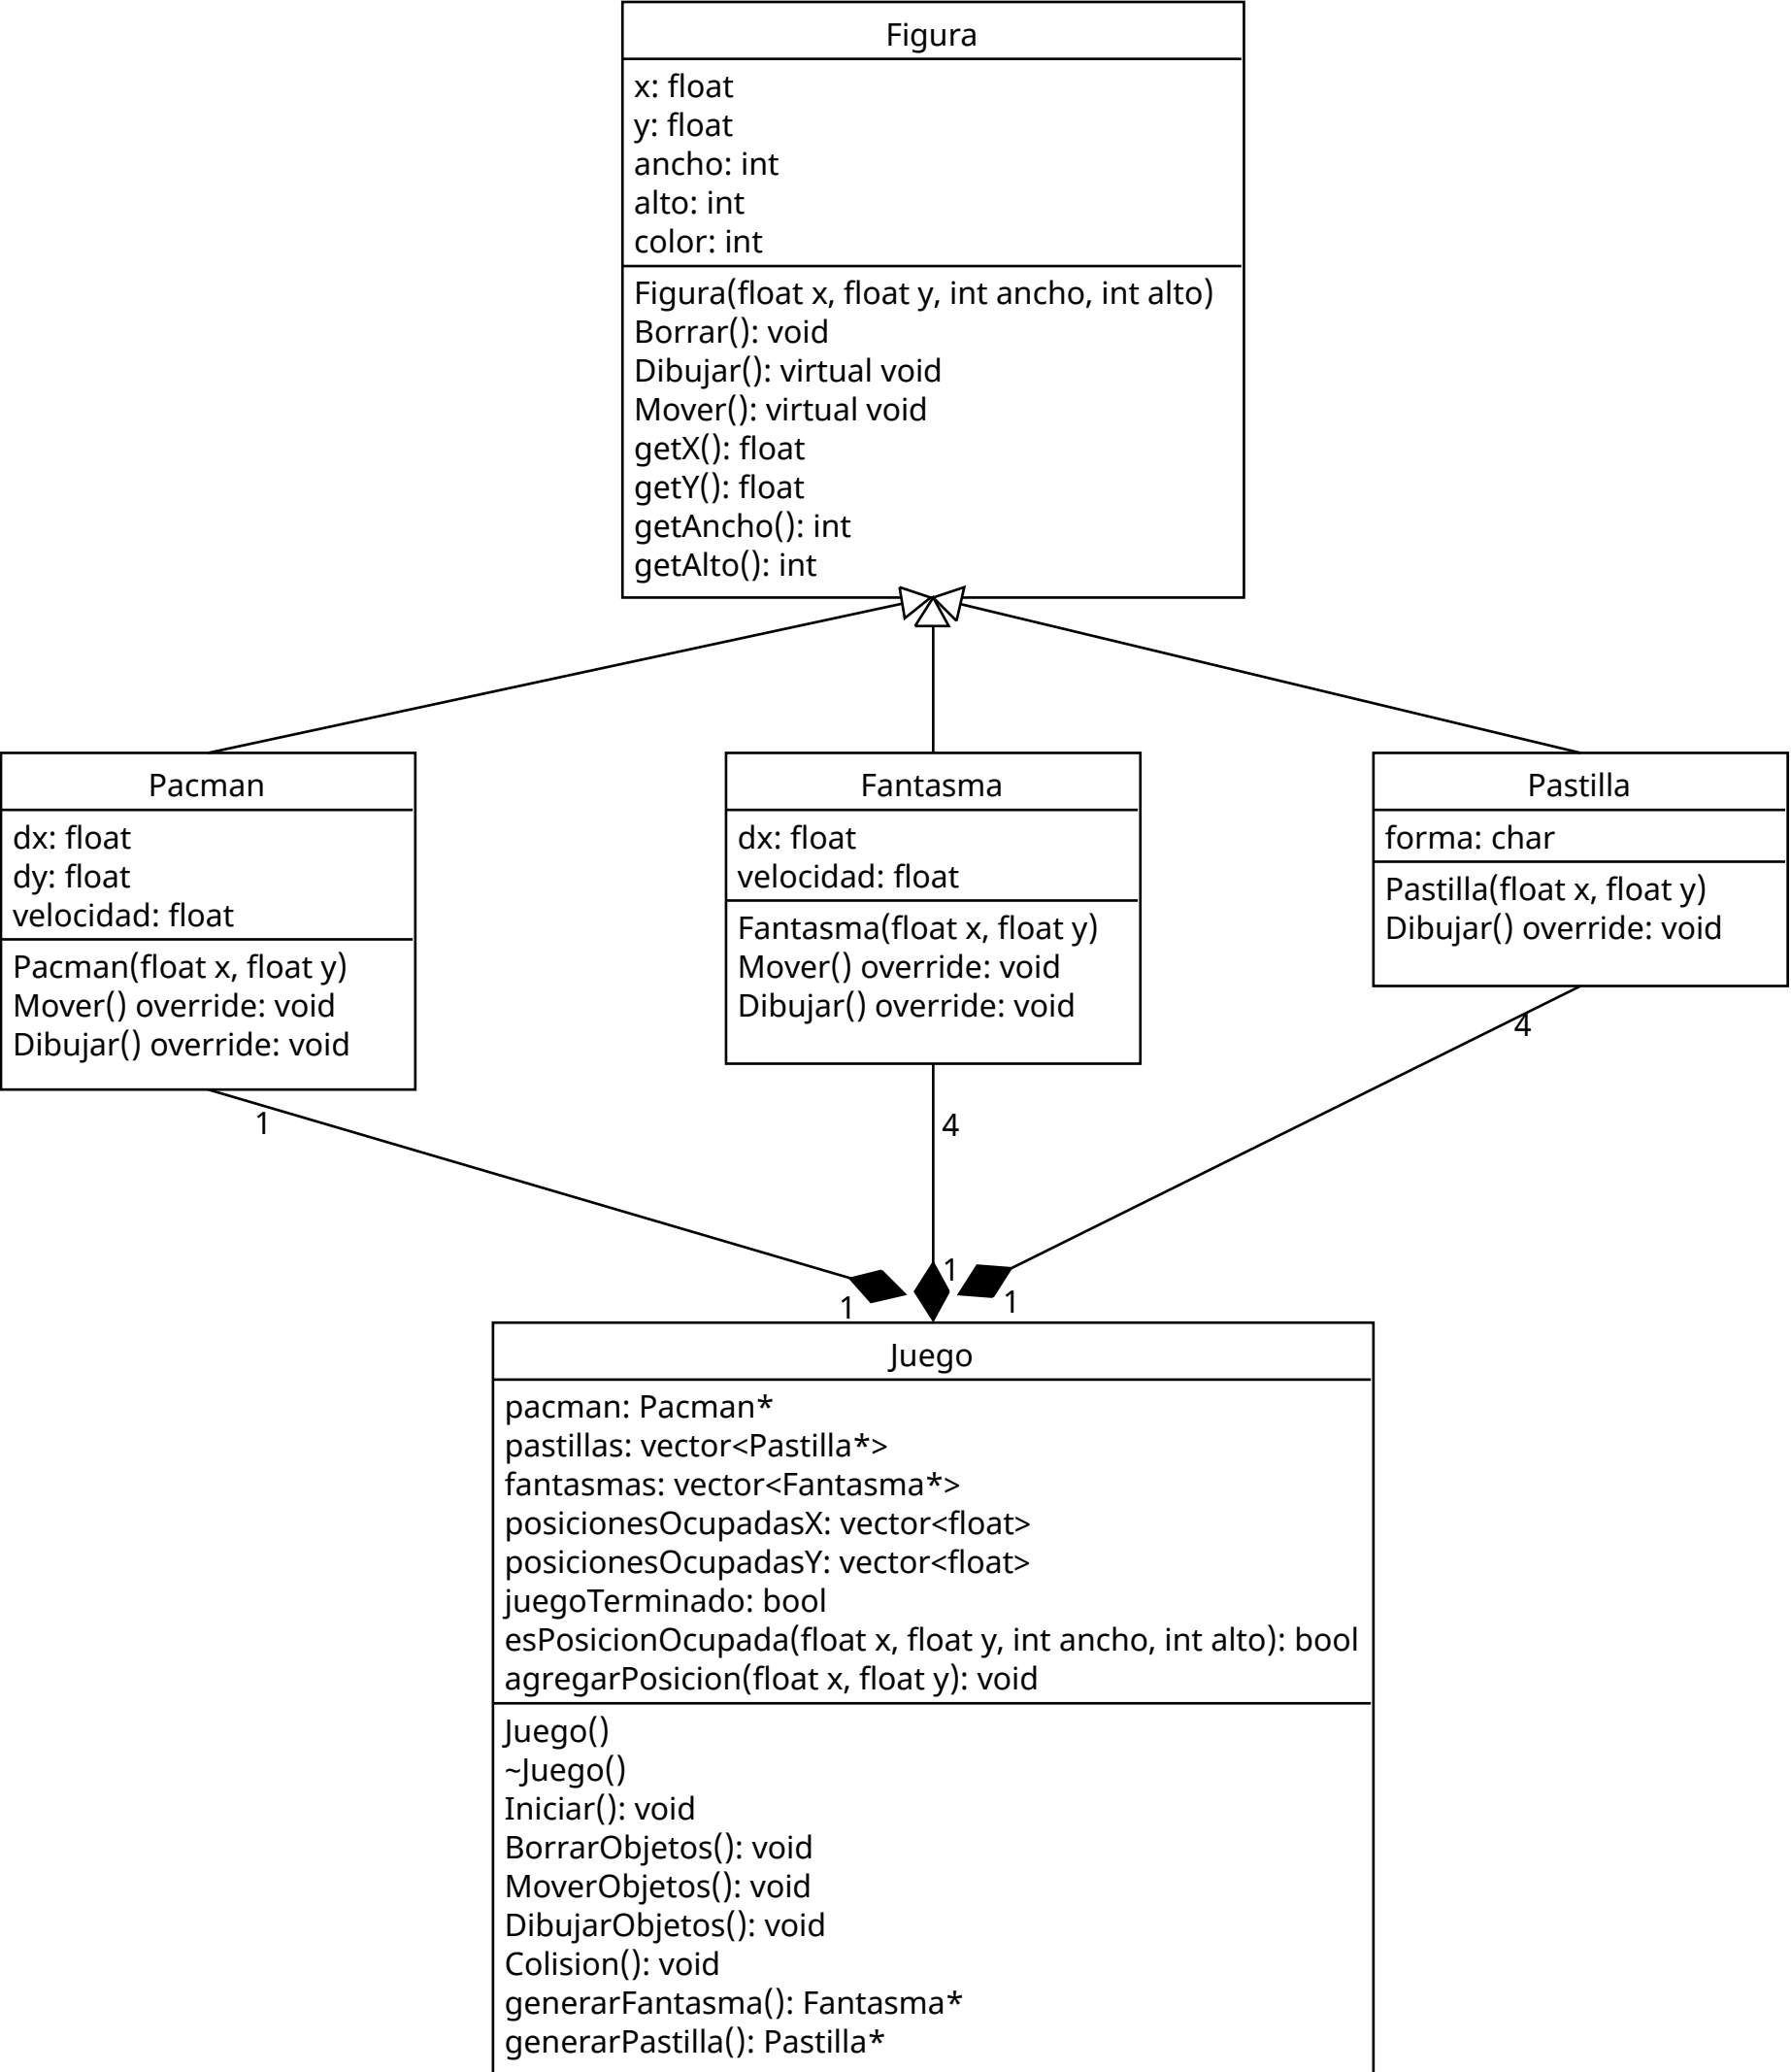 Figura
x: float
y: float
ancho: int
alto: int
color: int
Figura(float x, float y, int ancho, int alto)
Borrar(): void
Dibujar(): virtual void
Mover(): virtual void
getX(): float
getY(): float
getAncho(): int
getAlto(): int
Pacman
dx: float
dy: float
velocidad: float
Pacman(float x, float y)
Mover() override: void
Dibujar() override: void
Fantasma
dx: float
velocidad: float
Fantasma(float x, float y)
Mover() override: void
Dibujar() override: void
Pastilla
forma: char
Pastilla(float x, float y)
Dibujar() override: void
1
4
4
1
1
1
Juego
pacman: Pacman*
pastillas: vector<Pastilla*>
fantasmas: vector<Fantasma*>
posicionesOcupadasX: vector<float>
posicionesOcupadasY: vector<float>
juegoTerminado: bool
esPosicionOcupada(float x, float y, int ancho, int alto): bool
agregarPosicion(float x, float y): void
Juego()
~Juego()
Iniciar(): void
BorrarObjetos(): void
MoverObjetos(): void
DibujarObjetos(): void
Colision(): void
generarFantasma(): Fantasma*
generarPastilla(): Pastilla*